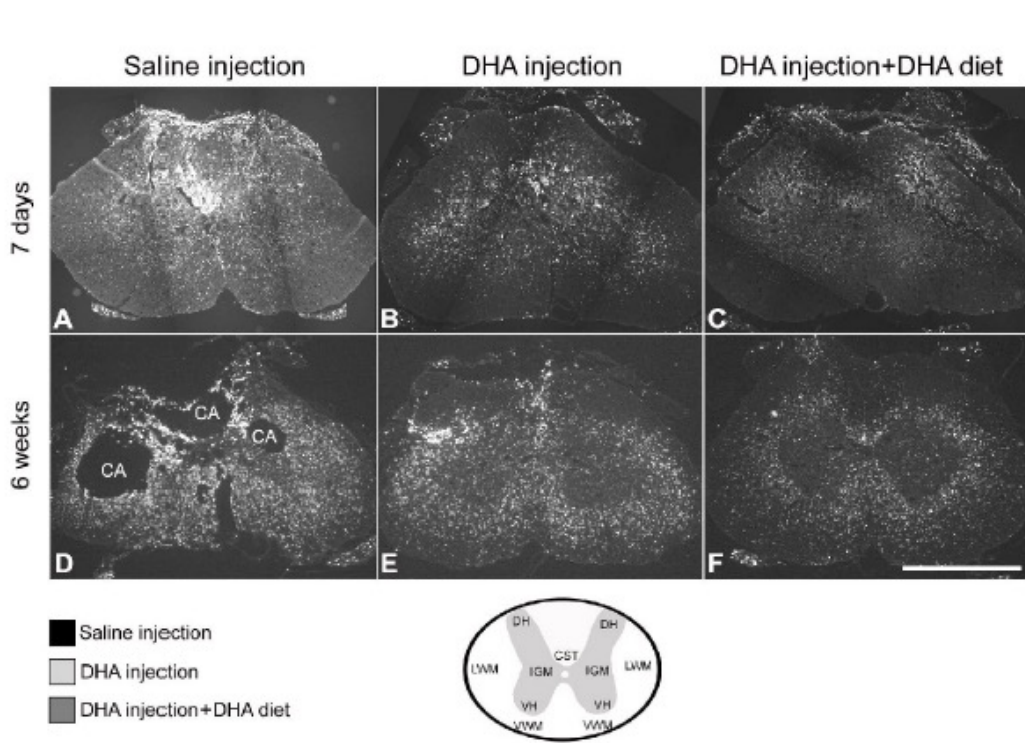 Saline injection
DHA injection
DHA injection+DHA diet
7 days
A
B
C
6 weeks
CA
CA
CA
D
E
F
Saline injection
DHA injection
DHA injection+DHA diet
DH
DH
CST
LWM
IGM
IGM
LWM
VH
VH
VWM
VWM